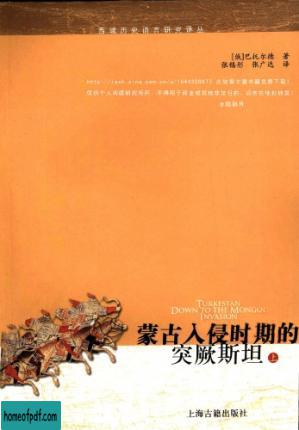 西域历史语言研究译丛
[俄]巴托尔德 著
张锡彤 张广达 译
TURKESTAN
DOWN TO THE MONGOL
INVASION
蒙古入侵时期的
突厥斯坦 上
上海古籍出版社
homeofpdf.com